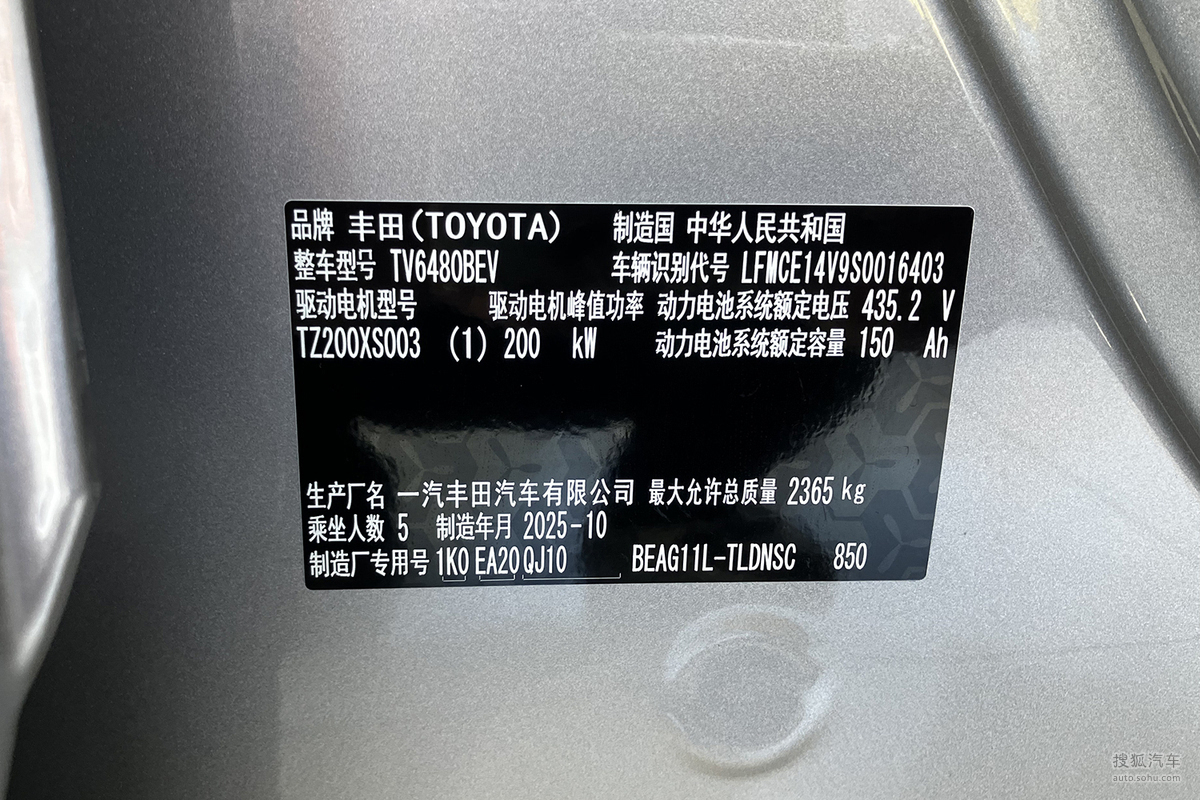 品牌 丰田(TOYOTA) 制造国 中华人民共和国
整车型号 TV6480BEV 车辆识别代号 LFMCE14V9S0016403
驱动电机型号 驱动电机峰值功率 动力电池系统额定电压 435.2 V
TZ200XS003 (1) 200 kW 动力电池系统额定容量 150 Ah
生产厂名 一汽丰田汽车有限公司 最大允许总质量 2365 kg
乘坐人数 5 制造年月 2025-10
制造厂专用号 1K0 EA20 QJ10 BEAG11L-TLDNSC 850
搜狐汽车
auto.sohu.com